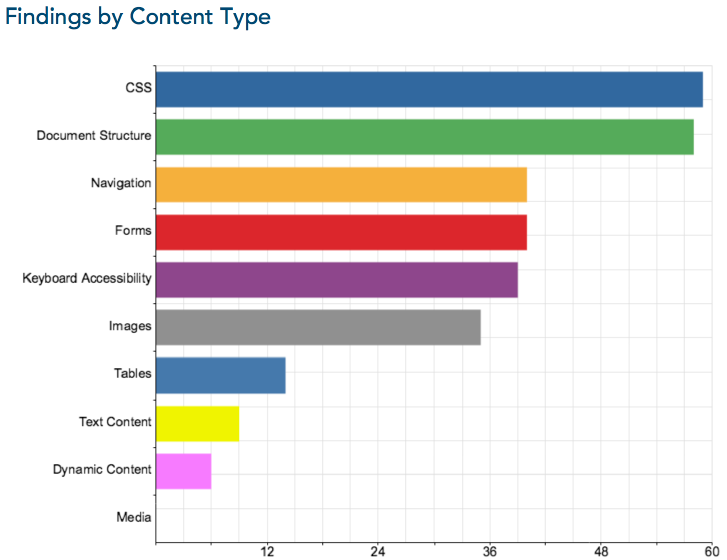 Findings by Content Type
CSS
Document Structure
Navigation
Forms
Keyboard Accessibility
Images
Tables
Text Content
Dynamic Content
Media
12 24 36 48 60